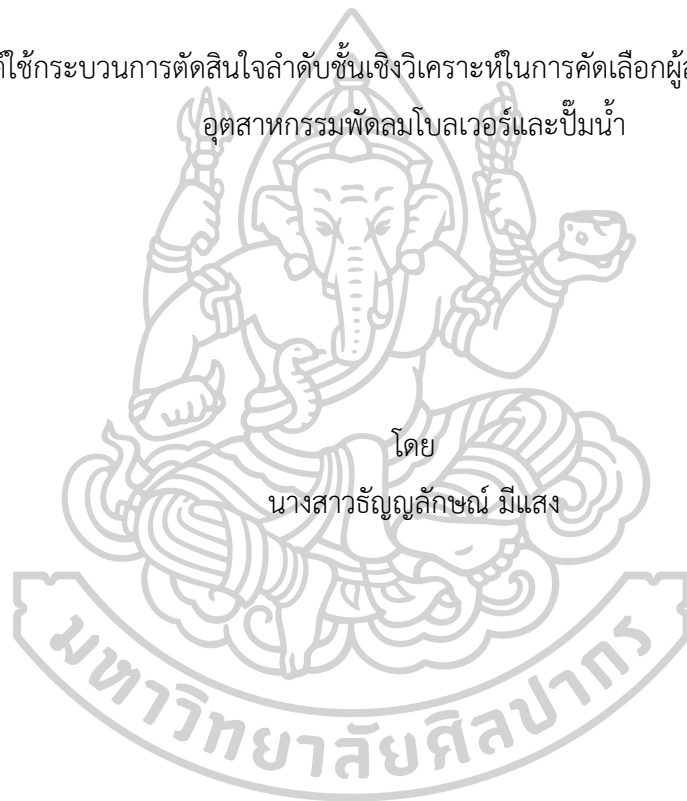 ใช้กระบวนการตัดสินใจลำดับชั้นเชิงวิเคราะห์ในการคัดเลือก
อุตสาหกรรมพัดลมโบลเวอร์และปั๊มน้ำ
โดย
นางสาวธัญญลักษณ์ มีแสง
มหาวิทยาลัยศิลปากร